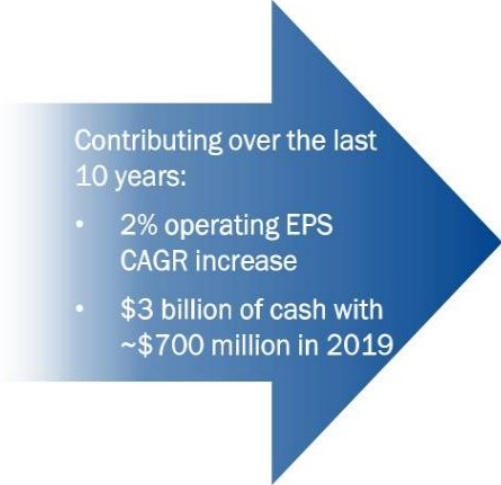 Contributing over the last
10 years:
• 2% operating EPS
CAGR increase
• $3 billion of cash with
~$700 million in 2019